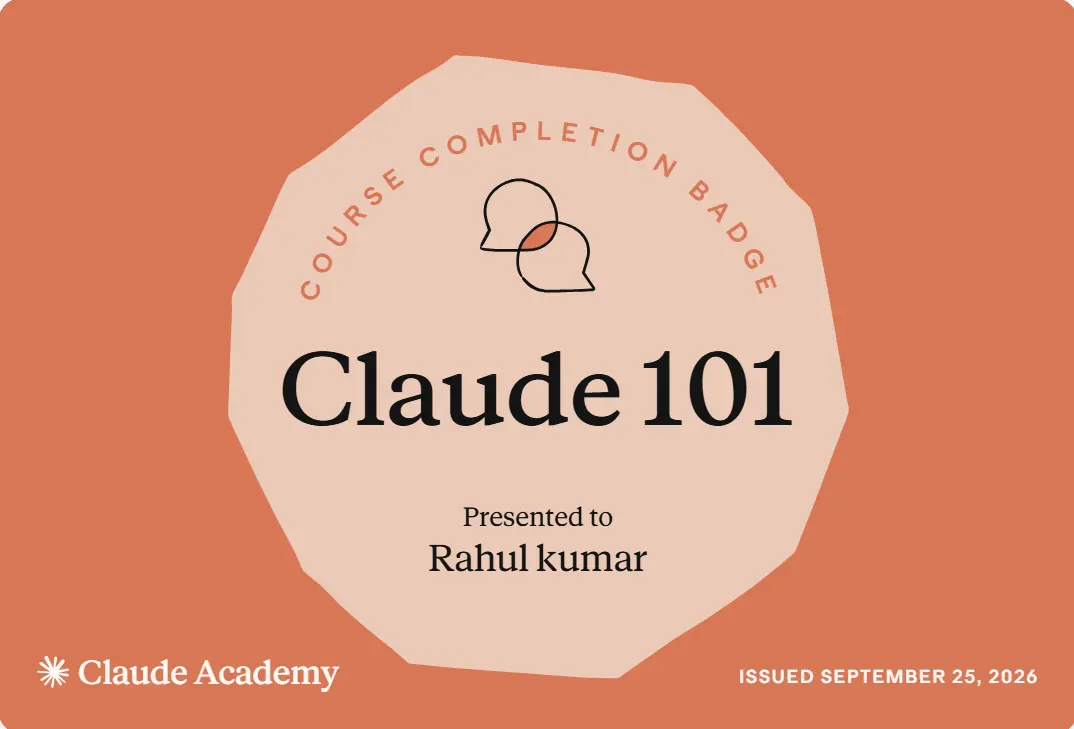 COURSE COMPLETION BADGE
Claude 101
Presented to
Rahul kumar
Claude Academy
ISSUED SEPTEMBER 25, 2026